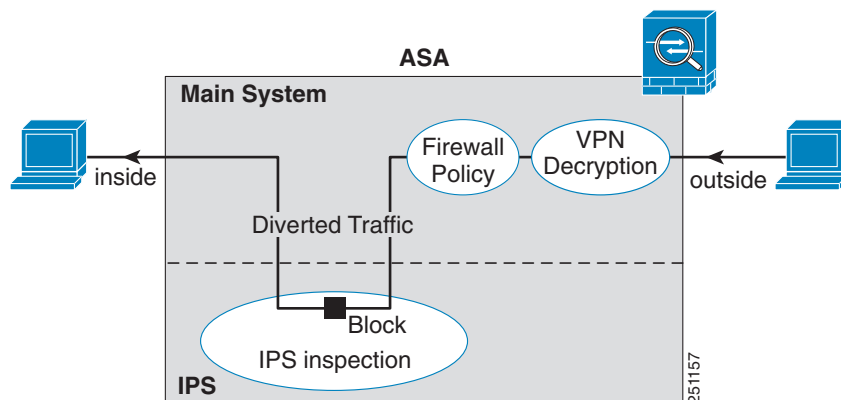 ASA
Main System
Firewall
Policy
VPN
Decryption
inside
outside
Diverted Traffic
Block
IPS inspection
IPS
251157